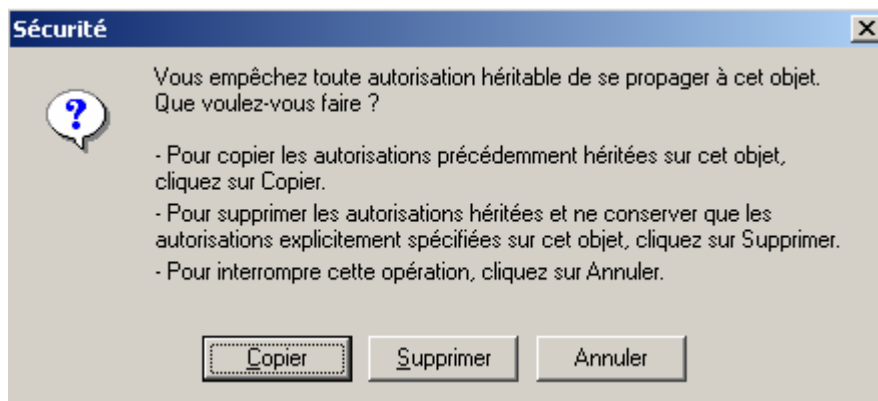 Sécurité
Vous empêchez toute autorisation héritable de se propager à cet objet.
Que voulez-vous faire ?
- Pour copier les autorisations précédemment héritées sur cet objet,
cliquez sur Copier.
- Pour supprimer les autorisations héritées et ne conserver que les
autorisations explicitement spécifiées sur cet objet, cliquez sur Supprimer.
- Pour interrompre cette opération, cliquez sur Annuler.
Copier Supprimer Annuler